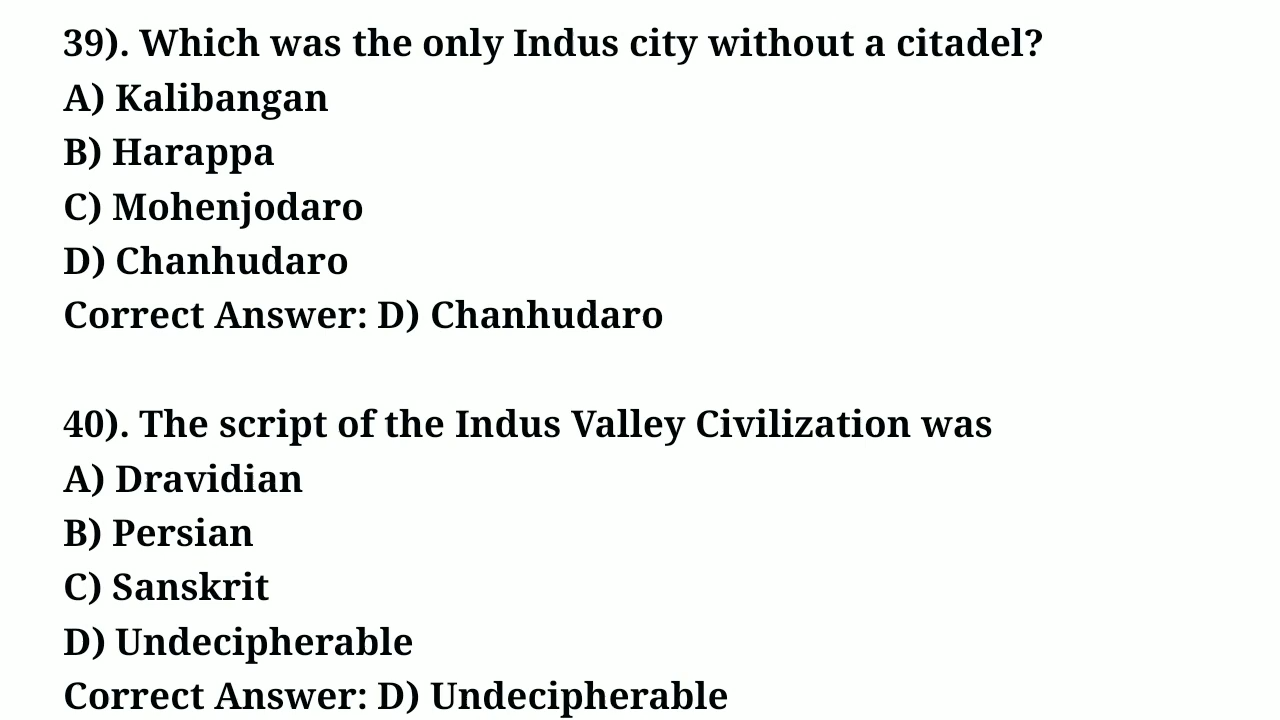 39). Which was the only Indus city without a citadel?
A) Kalibangan
B) Harappa
C) Mohenjodaro
D) Chanhudaro
Correct Answer: D) Chanhudaro
40). The script of the Indus Valley Civilization was
A) Dravidian
B) Persian
C) Sanskrit
D) Undecipherable
Correct Answer: D) Undecipherable